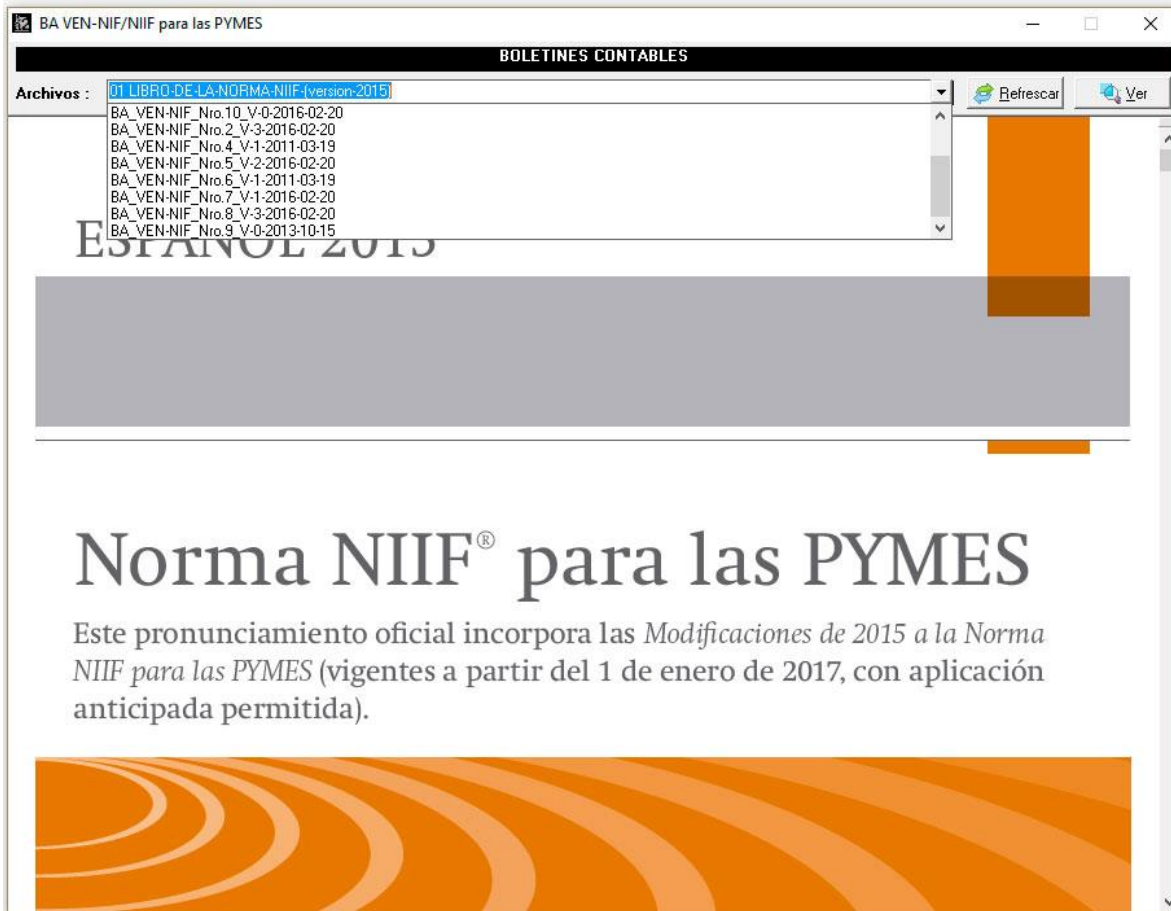 BA VEN-NIF/NIIF para las PYMES
BOLETINES CONTABLES
Archivos :
01 LIBRO-DE-LA-NORMA-NIIF-(version-2015)
Refrescar
Ver
BA_VEN-NIF_Nro.10_V-0-2016-02-20
BA_VEN-NIF_Nro.2_V-3-2016-02-20
BA_VEN-NIF_Nro.4_V-1-2011-03-19
BA_VEN-NIF_Nro.5_V-2-2016-02-20
BA_VEN-NIF_Nro.6_V-1-2011-03-19
BA_VEN-NIF_Nro.7_V-1-2016-02-20
BA_VEN-NIF_Nro.8_V-3-2016-02-20
BA_VEN-NIF_Nro.9_V-0-2013-10-15
ESPAÑOL 2015
Norma NIIF® para las PYMES
Este pronunciamiento oficial incorpora las Modificaciones de 2015 a la Norma
NIIF para las PYMES (vigentes a partir del 1 de enero de 2017, con aplicación
anticipada permitida).